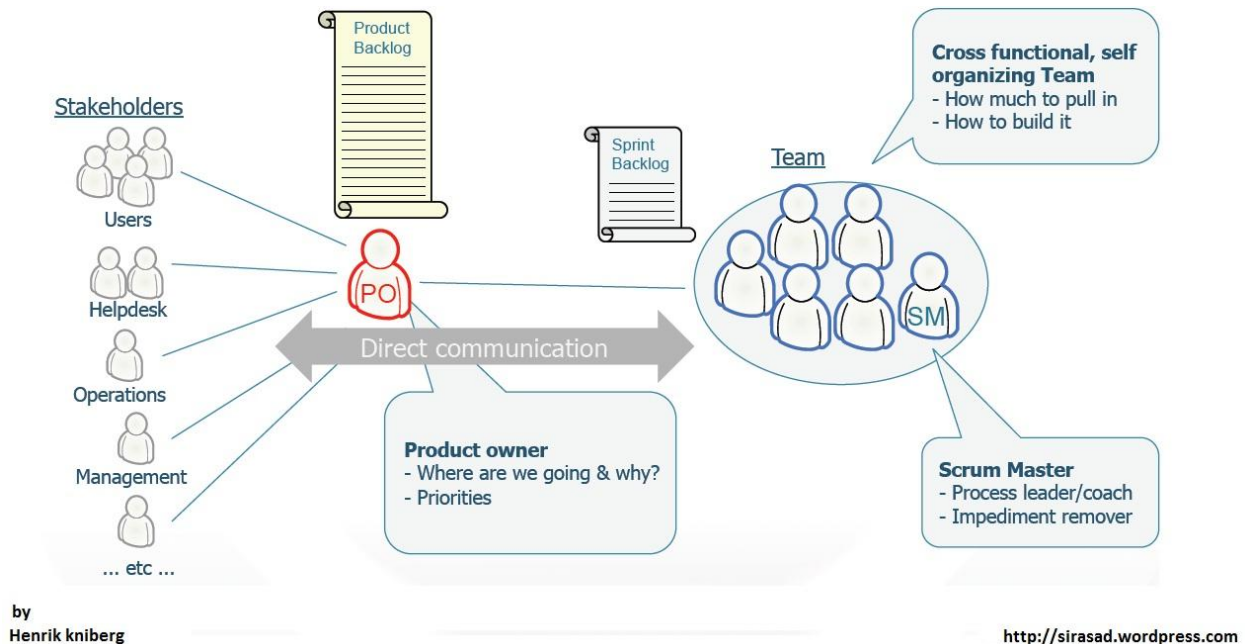 Product
Backlog
Cross functional, self
organizing Team
- How much to pull in
- How to build it
Stakeholders
Sprint
Backlog
Team
Users
PO
Helpdesk
SM
Direct communication
Operations
Product owner
- Where are we going & why?
- Priorities
Management
Scrum Master
- Process leader/coach
- Impediment remover
... etc ...
by
Henrik kniberg
http://sirasad.wordpress.com